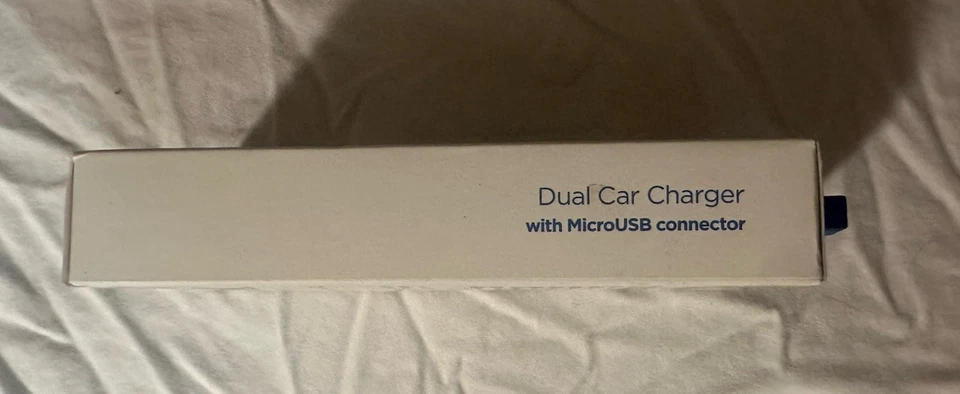 Dual Car Charger
with MicroUSB connector